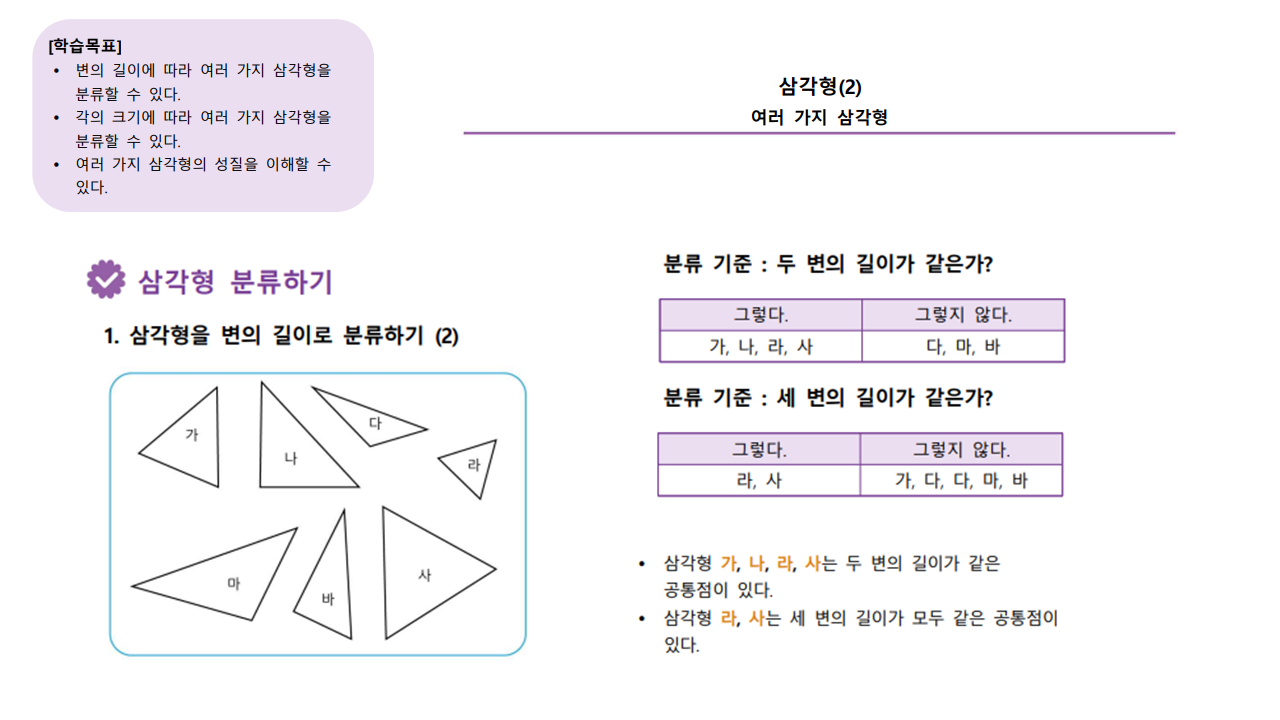 [학습목표]
• 변의 길이에 따라 여러 가지 삼각형을
분류할 수 있다.
• 각의 크기에 따라 여러 가지 삼각형을
분류할 수 있다.
• 여러 가지 삼각형의 성질을 이해할 수
있다.
삼각형(2)
여러 가지 삼각형
삼각형 분류하기
1. 삼각형을 변의 길이로 분류하기 (2)
가
나
다
라
마
바
사
분류 기준 : 두 변의 길이가 같은가?
그렇다. 그렇지 않다.
가, 나, 라, 사 다, 마, 바
분류 기준 : 세 변의 길이가 같은가?
그렇다. 그렇지 않다.
라, 사 가, 다, 다, 마, 바
• 삼각형 가, 나, 라, 사는 두 변의 길이가 같은
공통점이 있다.
• 삼각형 라, 사는 세 변의 길이가 모두 같은 공통점이
있다.